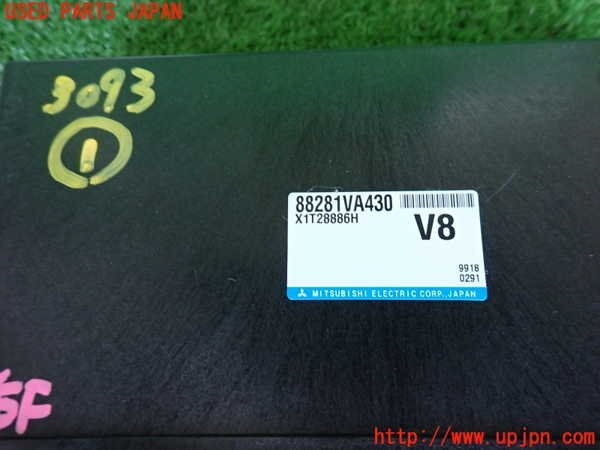 USED PARTS JAPAN
3093
1
88281VA430
X1T28886H
V8
9918
0291
MITSUBISHI ELECTRIC CORP., JAPAN
5F
http://www.upjpn.com